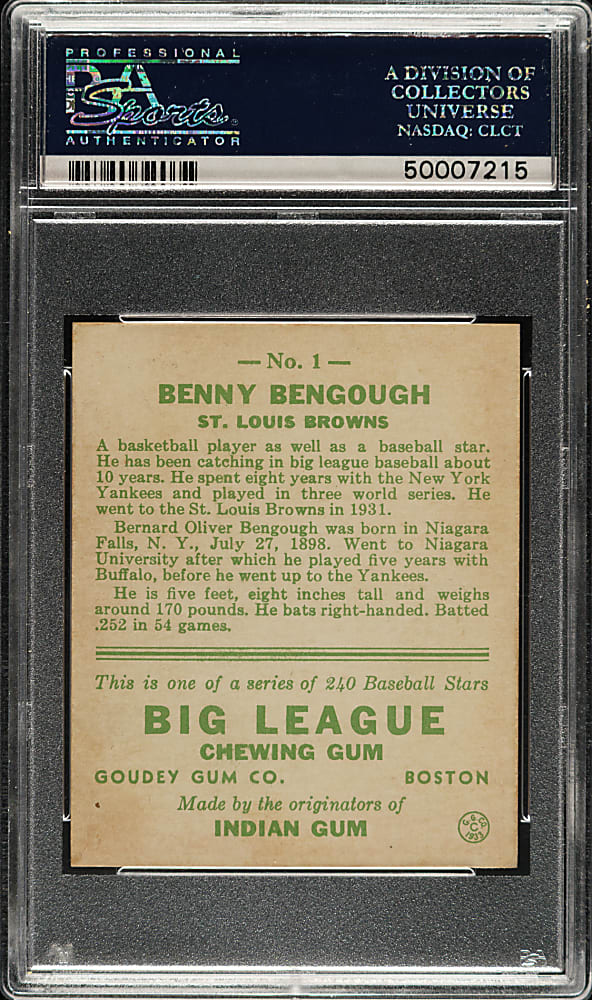 PROFESSIONAL
PSA
Sports
AUTHENTICATOR
A DIVISION OF
COLLECTORS
UNIVERSE
NASDAQ: CLCT
50007215
— No. 1 —
BENNY BENGOUGH
ST. LOUIS BROWNS
A basketball player as well as a baseball star.
He has been catching in big league baseball about
10 years. He spent eight years with the New York
Yankees and played in three world series. He
went to the St. Louis Browns in 1931.
Bernard Oliver Bengough was born in Niagara
Falls, N. Y., July 27, 1898. Went to Niagara
University after which he played five years with
Buffalo, before he went up to the Yankees.
He is five feet, eight inches tall and weighs
around 170 pounds. He bats right-handed. Batted
.252 in 54 games.
This is one of a series of 240 Baseball Stars
BIG LEAGUE
CHEWING GUM
GOUDEY GUM CO. BOSTON
Made by the originators of
INDIAN GUM
G. G. CO.
C
1933
PSA